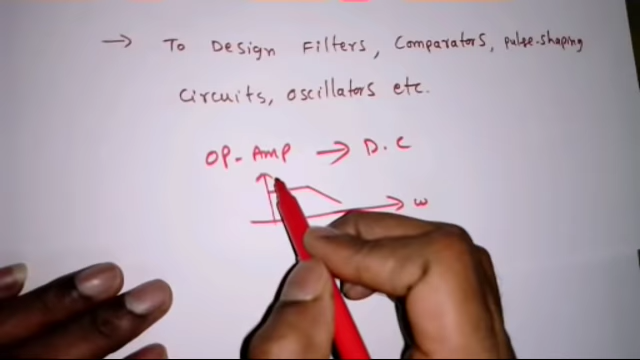 → To Design Filters, Comparators, pulse-shaping
circuits, oscillators etc.
OP-AMP → D.C
ω